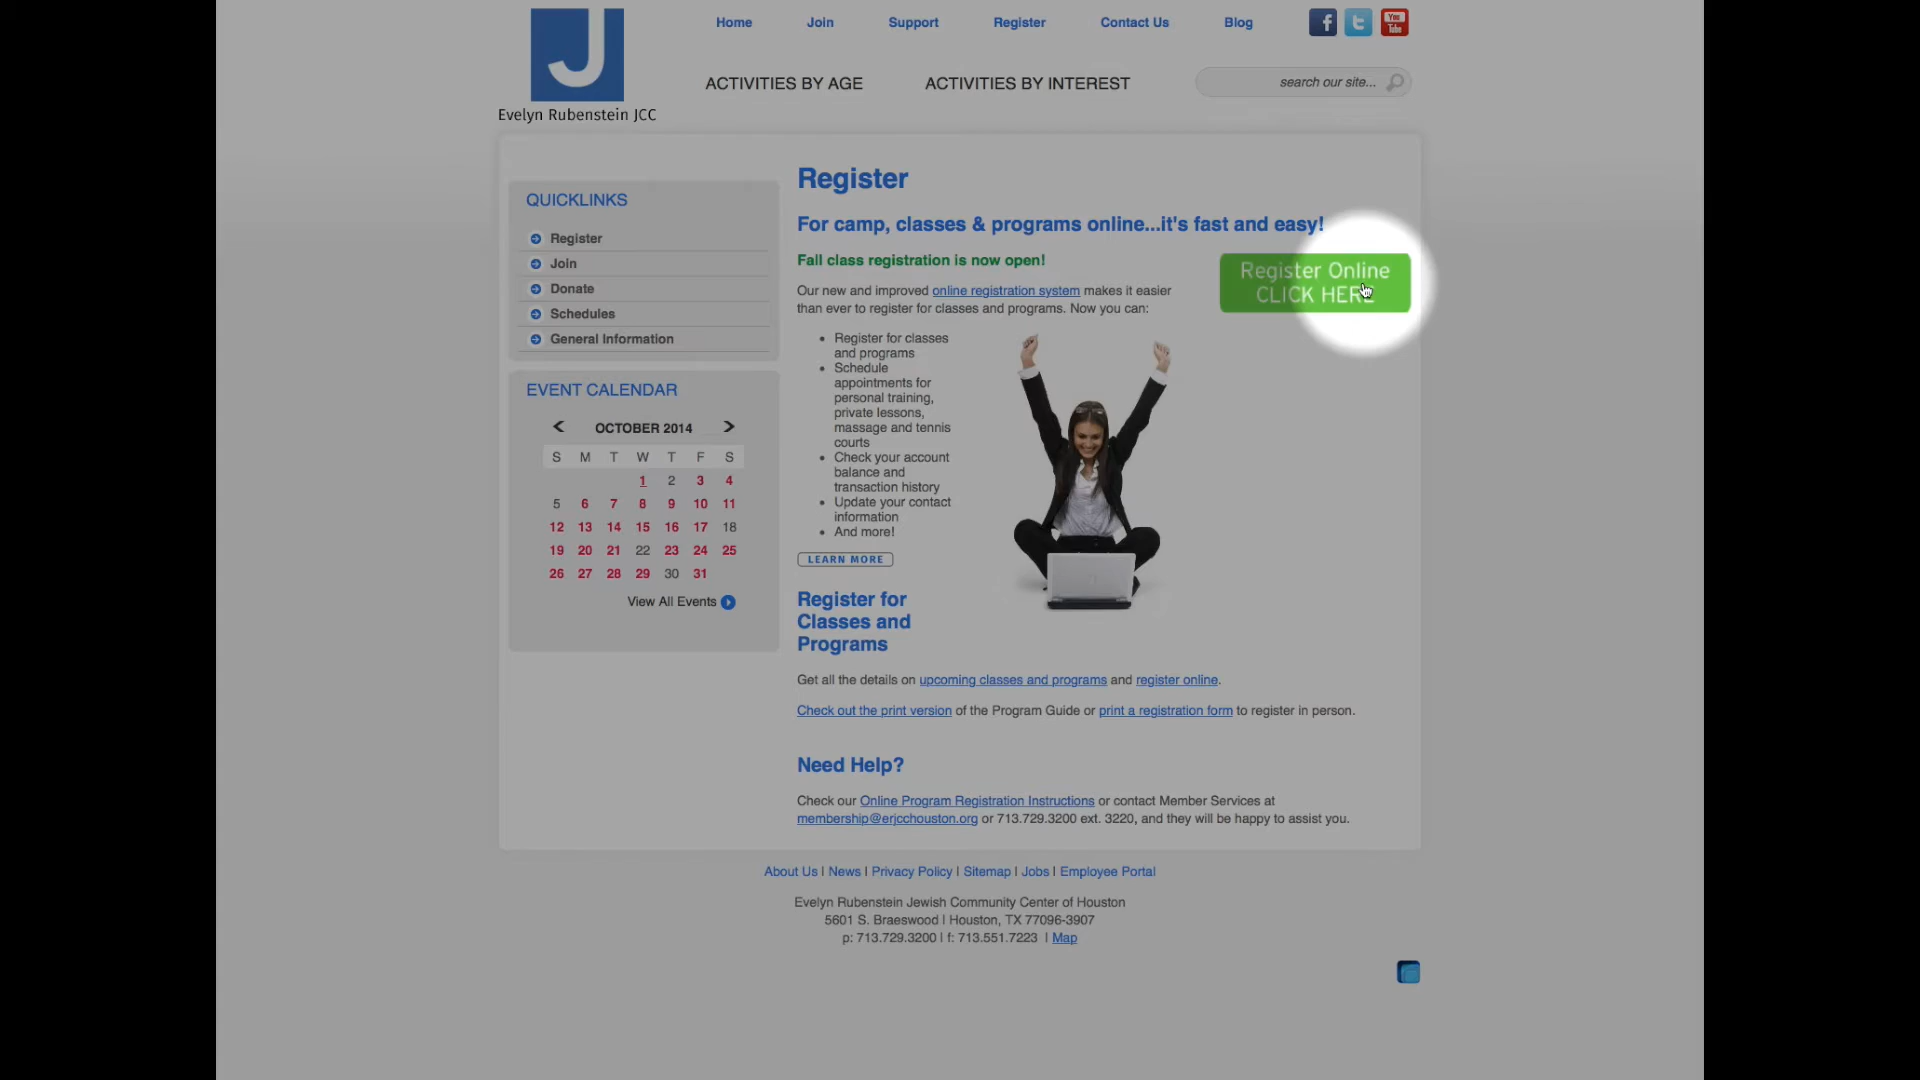 J
Evelyn Rubenstein JCC
Home Join Support Register Contact Us Blog
f t You Tube
ACTIVITIES BY AGE ACTIVITIES BY INTEREST
search our site...
QUICKLINKS
Register
Join
Donate
Schedules
General Information
EVENT CALENDAR
< OCTOBER 2014 >
S M T W T F S
1 2 3 4
5 6 7 8 9 10 11
12 13 14 15 16 17 18
19 20 21 22 23 24 25
26 27 28 29 30 31
View All Events
Register
For camp, classes & programs online...it's fast and easy!
Fall class registration is now open!
Register Online
CLICK HERE
Our new and improved online registration system makes it easier
than ever to register for classes and programs. Now you can:
• Register for classes
and programs
• Schedule
appointments for
personal training,
private lessons,
massage and tennis
courts
• Check your account
balance and
transaction history
• Update your contact
information
• And more!
LEARN MORE
Register for
Classes and
Programs
Get all the details on upcoming classes and programs and register online.
Check out the print version of the Program Guide or print a registration form to register in person.
Need Help?
Check our Online Program Registration Instructions or contact Member Services at
membership@erjcchouston.org or 713.729.3200 ext. 3220, and they will be happy to assist you.
About Us | News | Privacy Policy | Sitemap | Jobs | Employee Portal
Evelyn Rubenstein Jewish Community Center of Houston
5601 S. Braeswood | Houston, TX 77096-3907
p: 713.729.3200 | f: 713.551.7223 | Map